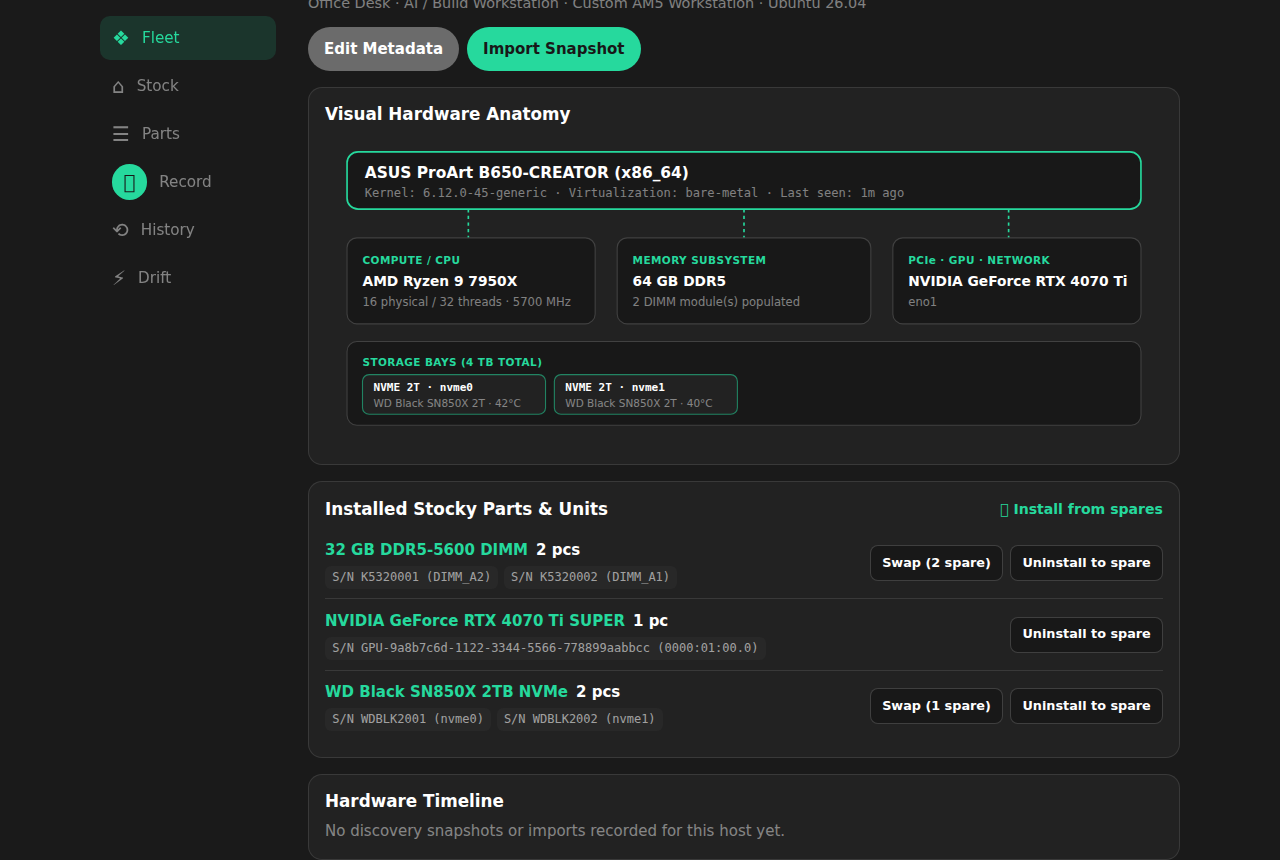 Office Desk · AI / Build Workstation · Custom AM5 Workstation · Ubuntu 26.04
Fleet
Stock
Parts
Record
History
Drift
Edit Metadata
Import Snapshot
Visual Hardware Anatomy
ASUS ProArt B650-CREATOR (x86_64)
Kernel: 6.12.0-45-generic · Virtualization: bare-metal · Last seen: 1m ago
COMPUTE / CPU
AMD Ryzen 9 7950X
16 physical / 32 threads · 5700 MHz
MEMORY SUBSYSTEM
64 GB DDR5
2 DIMM module(s) populated
PCIe · GPU · NETWORK
NVIDIA GeForce RTX 4070 Ti
eno1
STORAGE BAYS (4 TB TOTAL)
NVME 2T · nvme0
WD Black SN850X 2T · 42°C
NVME 2T · nvme1
WD Black SN850X 2T · 40°C
Installed Stocky Parts & Units
Install from spares
32 GB DDR5-5600 DIMM 2 pcs
S/N K5320001 (DIMM_A2) S/N K5320002 (DIMM_A1)
Swap (2 spare)
Uninstall to spare
NVIDIA GeForce RTX 4070 Ti SUPER 1 pc
S/N GPU-9a8b7c6d-1122-3344-5566-778899aabbcc (0000:01:00.0)
Uninstall to spare
WD Black SN850X 2TB NVMe 2 pcs
S/N WDBLK2001 (nvme0) S/N WDBLK2002 (nvme1)
Swap (1 spare)
Uninstall to spare
Hardware Timeline
No discovery snapshots or imports recorded for this host yet.